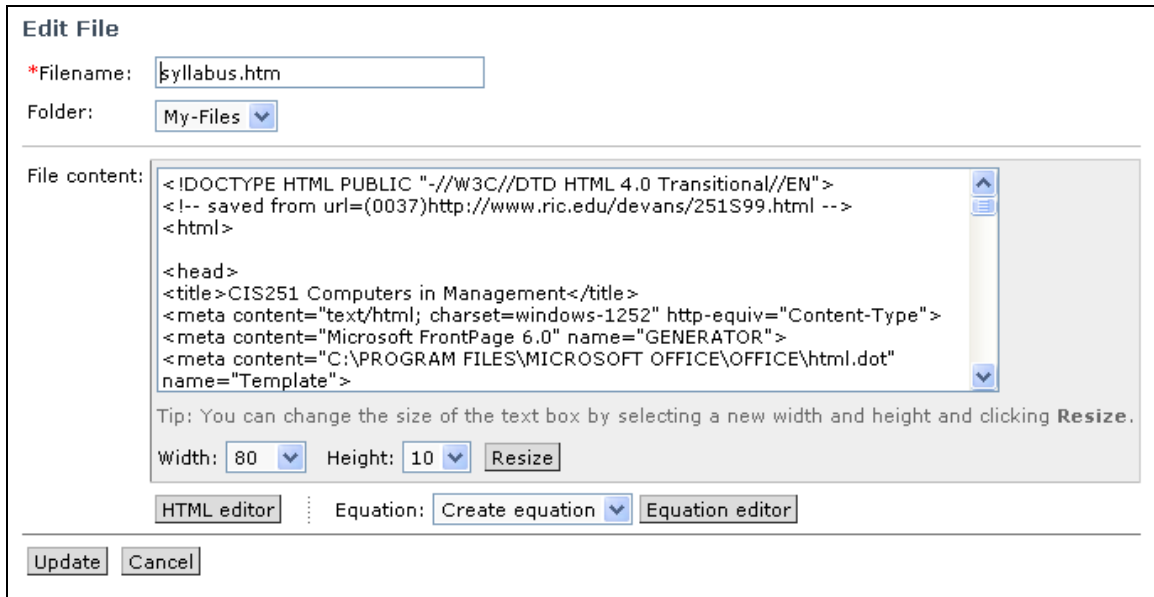 Edit File
*Filename: syllabus.htm
Folder: My-Files
File content:
<!DOCTYPE HTML PUBLIC "-//W3C//DTD HTML 4.0 Transitional//EN">
<!-- saved from url=(0037)http://www.ric.edu/devans/251S99.html -->
<html>
<head>
<title>CIS251 Computers in Management</title>
<meta content="text/html; charset=windows-1252" http-equiv="Content-Type">
<meta content="Microsoft FrontPage 6.0" name="GENERATOR">
<meta content="C:\PROGRAM FILES\MICROSOFT OFFICE\OFFICE\html.dot"
name="Template">
Tip: You can change the size of the text box by selecting a new width and height and clicking Resize.
Width: 80 Height: 10 Resize
HTML editor Equation: Create equation Equation editor
Update Cancel